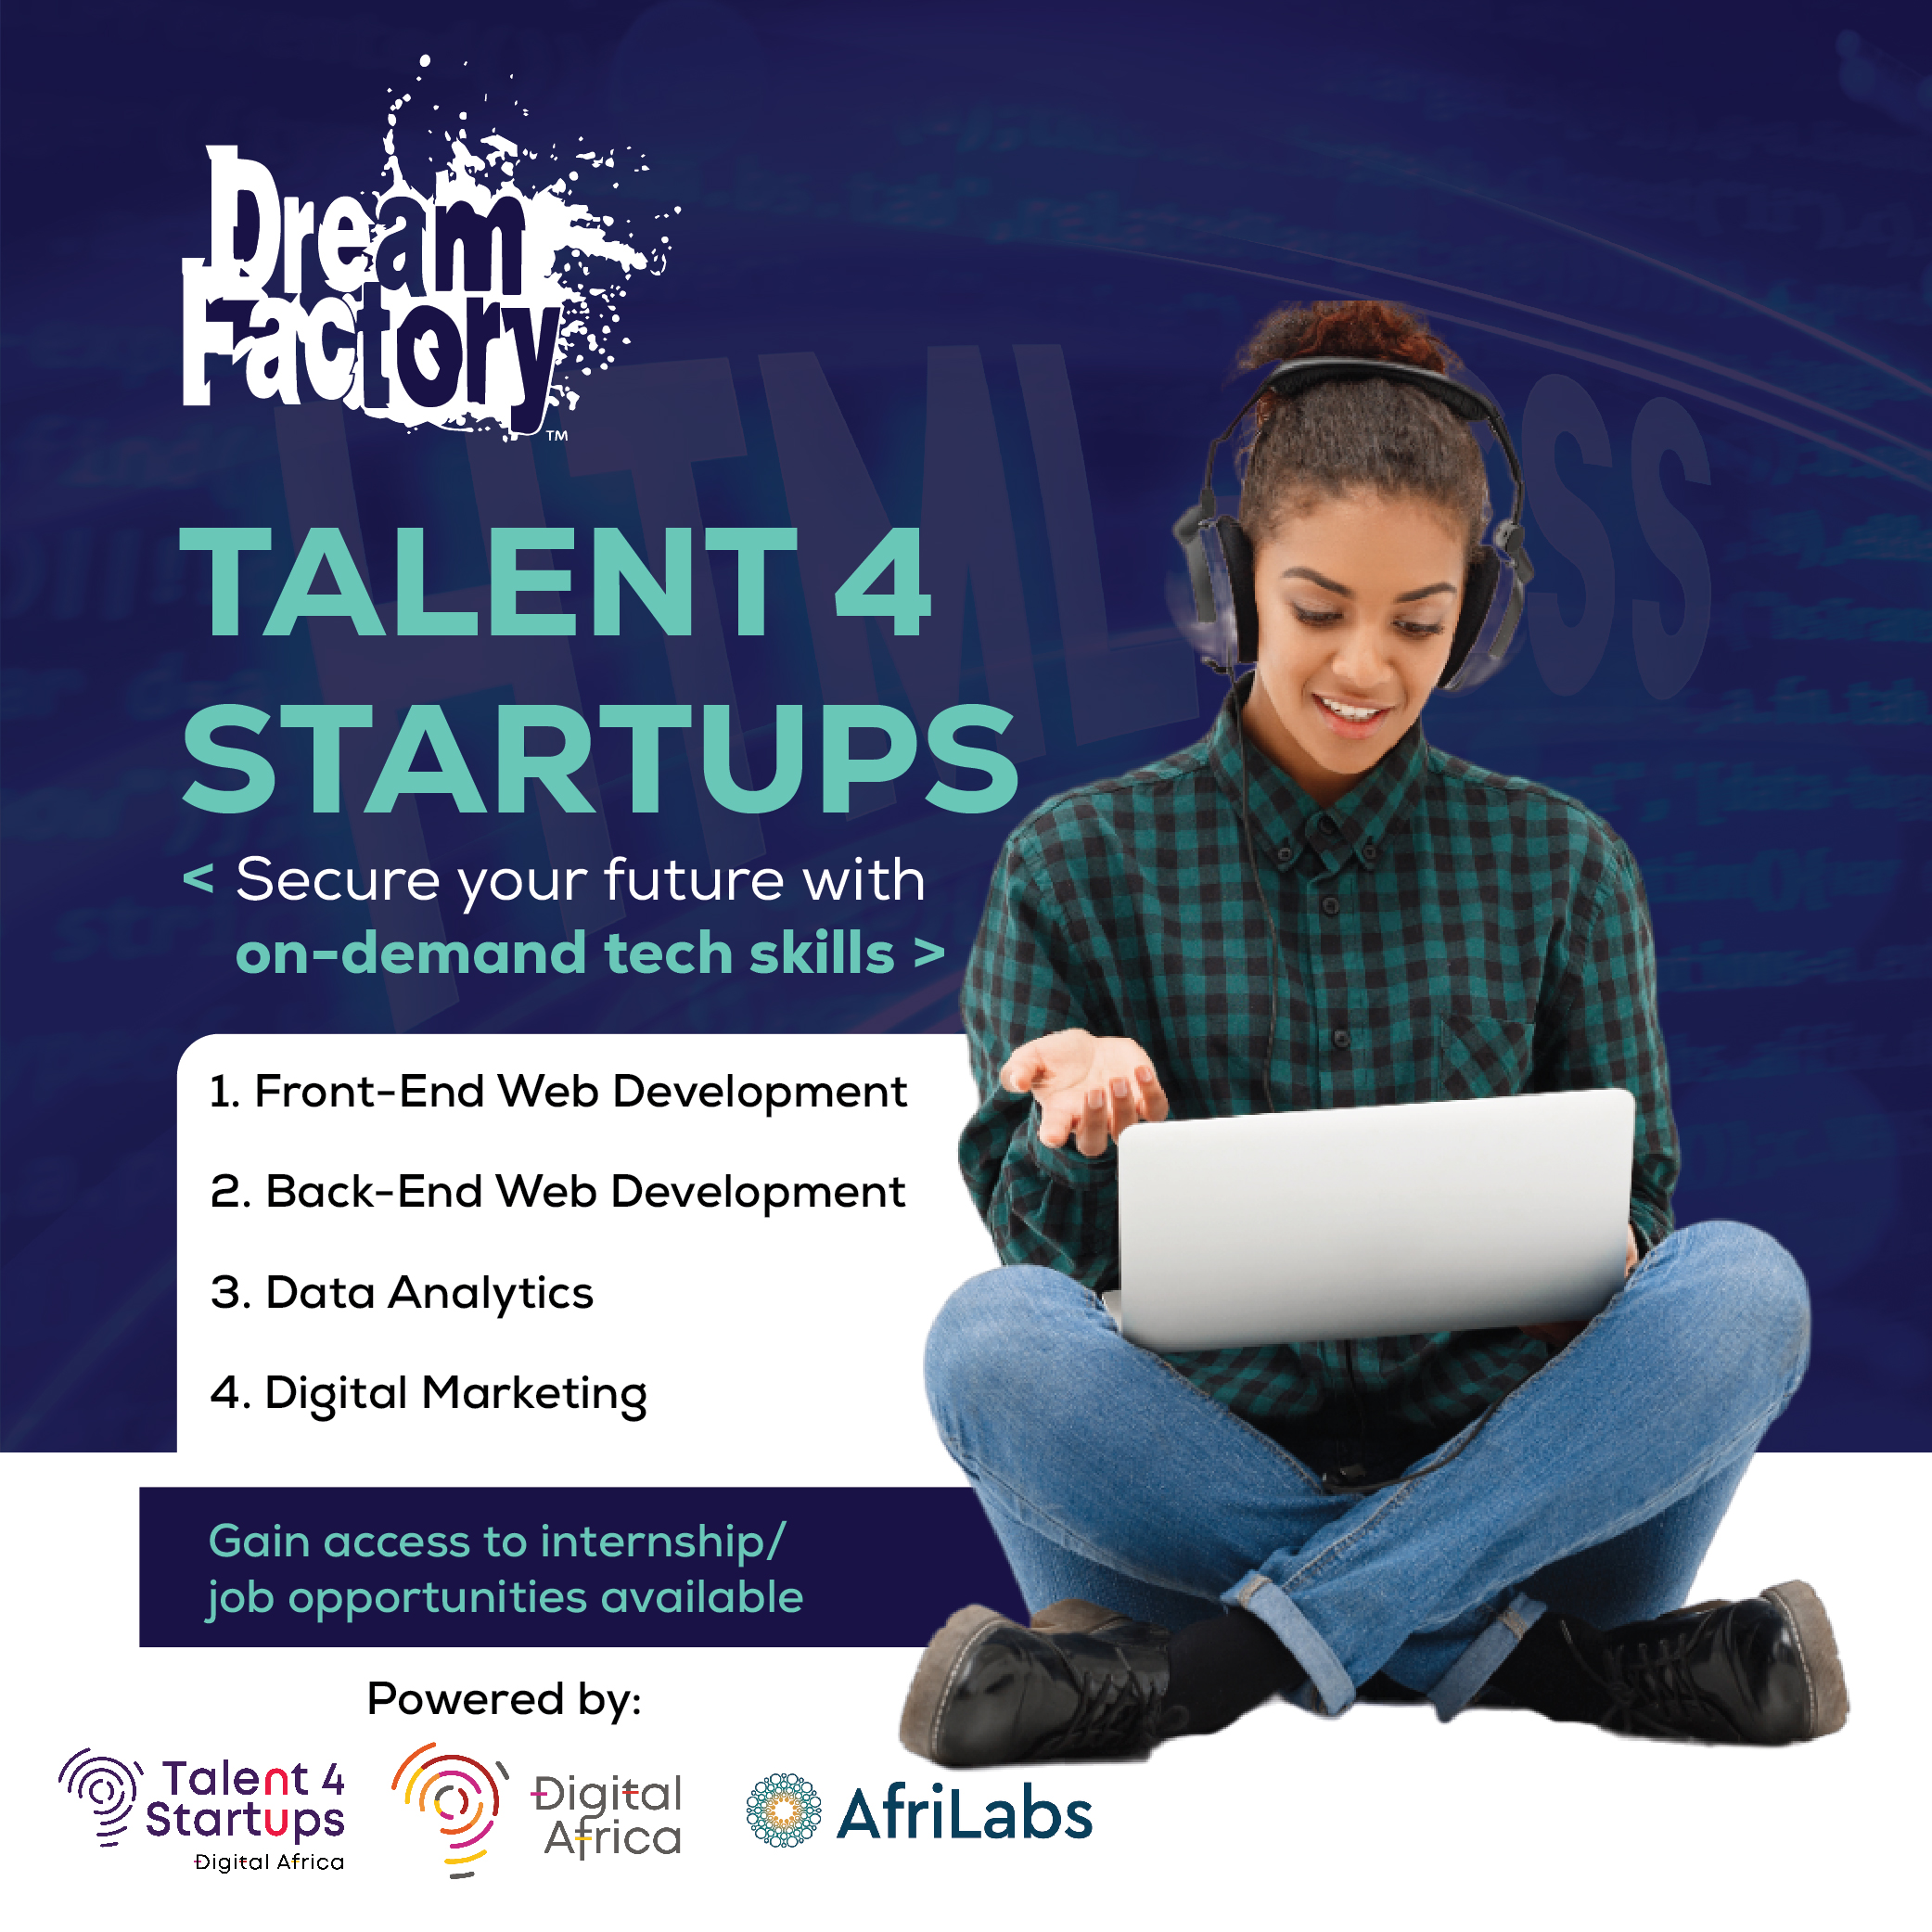 Dream
Factory
TM
TALENT 4
STARTUPS
< Secure your future with
on-demand tech skills >
1. Front-End Web Development
2. Back-End Web Development
3. Data Analytics
4. Digital Marketing
Gain access to internship/
job opportunities available
Powered by:
Talent 4
Startups
Digital Africa
Digital
Africa
AfriLabs
HTML
SS